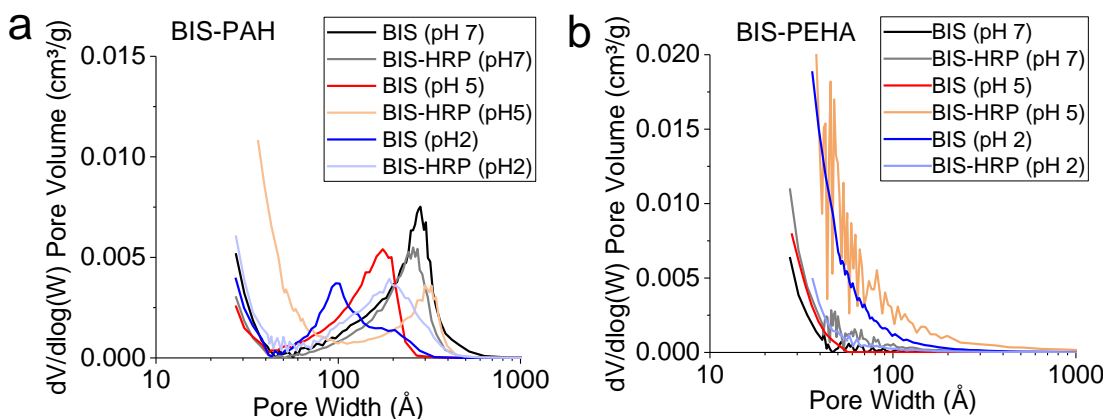 a
BIS-PAH
BIS (pH 7)
BIS-HRP (pH7)
BIS (pH 5)
BIS-HRP (pH5)
BIS (pH2)
BIS-HRP (pH2)
dV/dlog(W) Pore Volume (cm³/g)
0.015
0.010
0.005
0.000
10
100
1000
Pore Width (Å)
b
BIS-PEHA
BIS (pH 7)
BIS-HRP (pH 7)
BIS (pH 5)
BIS-HRP (pH 5)
BIS (pH 2)
BIS-HRP (pH 2)
dV/dlog(W) Pore Volume (cm³/g)
0.020
0.015
0.010
0.005
0.000
10
100
1000
Pore Width (Å)